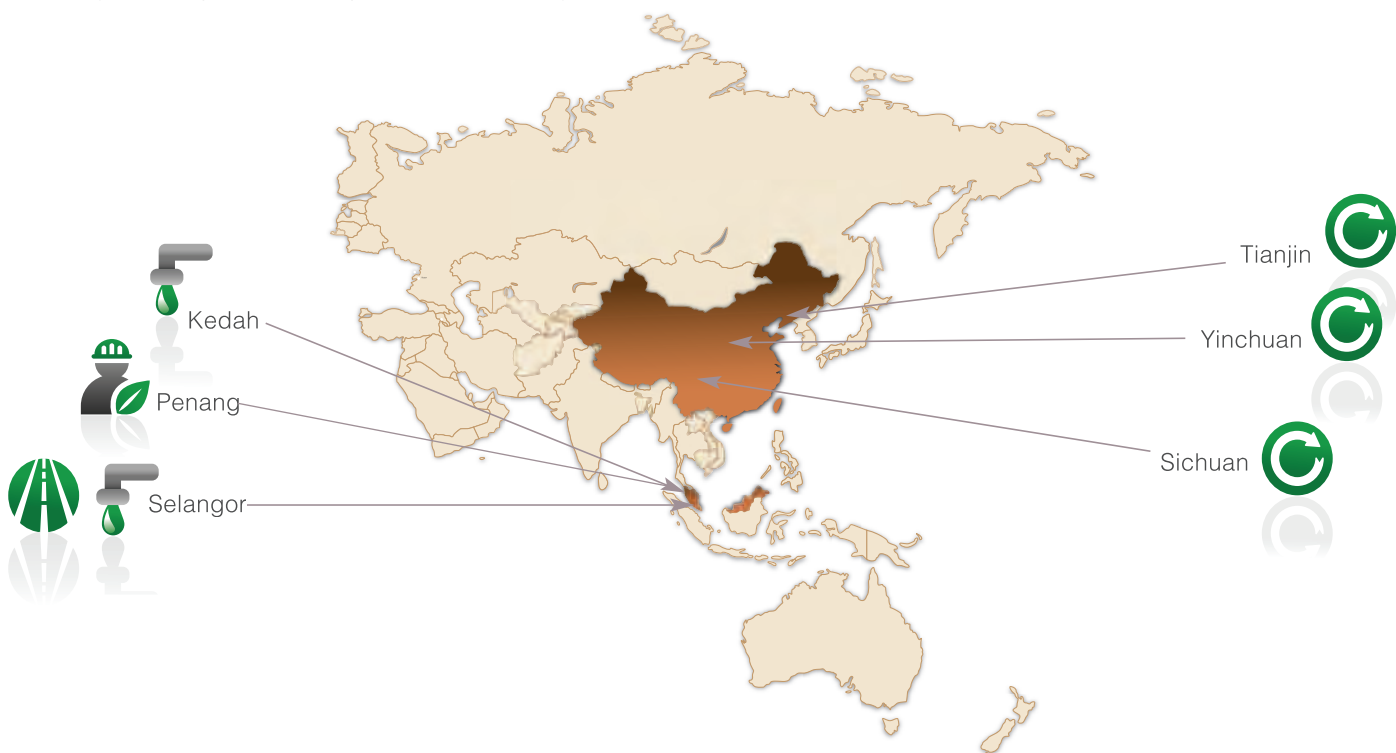 Kedah
Penang
Selangor
Tianjin
Yinchuan
Sichuan